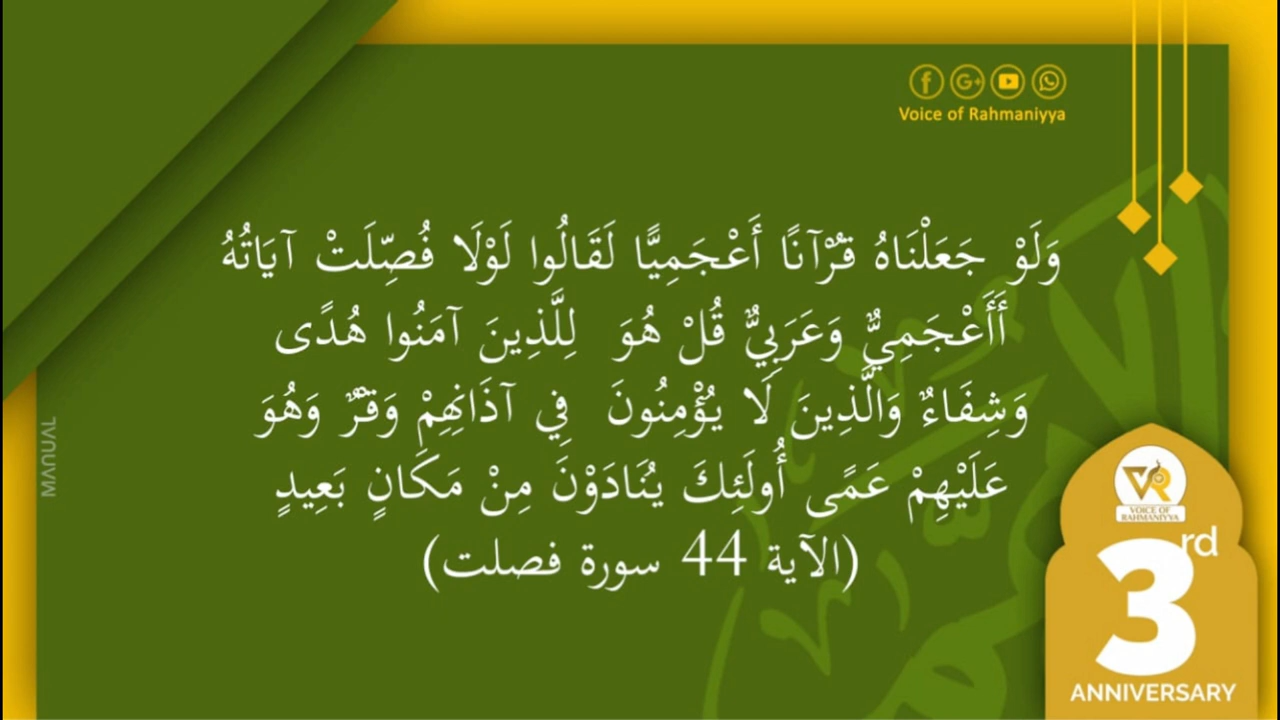 Voice of Rahmaniyya
وَلَوْ جَعَلْنَاهُ قُرْآنًا أَعْجَمِيًّا لَقَالُوا لَوْلَا فُصِّلَتْ آيَاتُهُ
أَأَعْجَمِيٌّ وَعَرَبِيٌّ قُلْ هُوَ لِلَّذِينَ آمَنُوا هُدًى
وَشِفَاءٌ وَالَّذِينَ لَا يُؤْمِنُونَ فِي آذَانِهِمْ وَقْرٌ وَهُوَ
عَلَيْهِمْ عَمًى أُولَئِكَ يُنَادَوْنَ مِنْ مَكَانٍ بَعِيدٍ
(الآية 44 سورة فصلت)
MANUAL
VR
VOICE OF
RAHMANIYYA
3rd
ANNIVERSARY